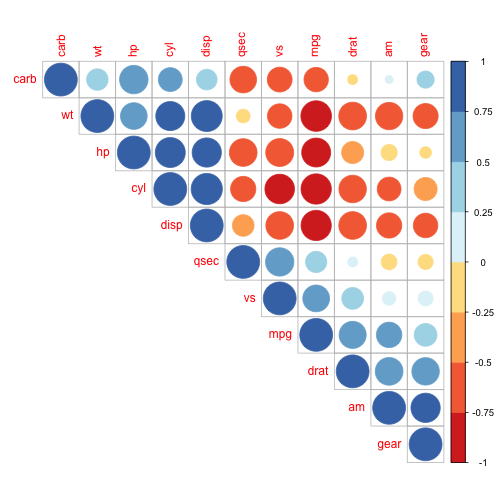 carb wt hp cyl disp qsec vs mpg drat am gear
carb
wt
hp
cyl
disp
qsec
vs
mpg
drat
am
gear
1
0.75
0.5
0.25
0
-0.25
-0.5
-0.75
-1